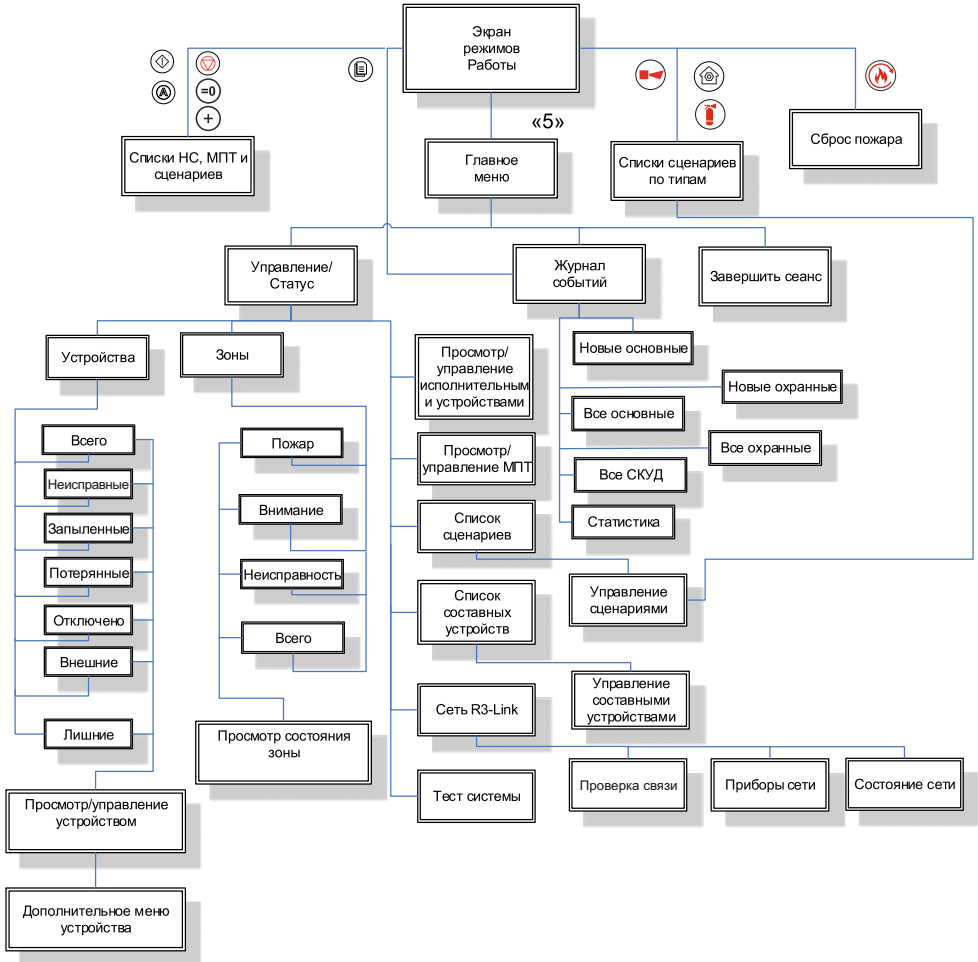 Экран
режимов
Работы
=0
A
+
«5»
Списки НС, МПТ и
сценариев
Главное
меню
Списки сценариев
по типам
Сброс пожара
Управление/
Статус
Журнал
событий
Завершить сеанс
Устройства
Зоны
Просмотр/
управление
исполнительным
и устройствами
Новые основные
Новые охранные
Все основные
Все охранные
Все СКУД
Статистика
Всего
Неисправные
Запыленные
Потерянные
Отключено
Внешние
Лишние
Пожар
Внимание
Неисправность
Всего
Просмотр/
управление МПТ
Список
сценариев
Управление
сценариями
Список
составных
устройств
Управление
составными
устройствами
Сеть R3-Link
Просмотр состояния
зоны
Тест системы
Проверка связи
Приборы сети
Состояние сети
Просмотр/управление
устройством
Дополнительное меню
устройства